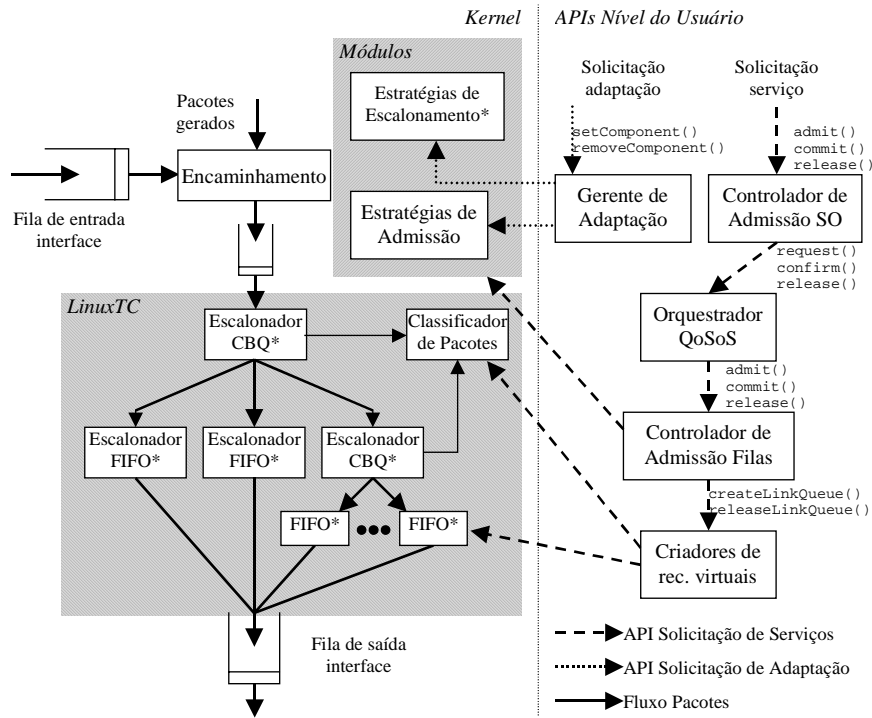 Kernel
APIs Nível do Usuário
Módulos
Estratégias de
Escalonamento*
Solicitação
adaptação
Solicitação
serviço
Pacotes
gerados
setComponent()
removeComponent()
admit()
commit()
release()
Encaminhamento
Fila de entrada
interface
Estratégias de
Admissão
Gerente de
Adaptação
Controlador de
Admissão SO
request()
confirm()
release()
LinuxTC
Escalonador
CBQ*
Classificador
de Pacotes
Orquestrador
QoSoS
admit()
commit()
release()
Escalonador
FIFO*
Escalonador
FIFO*
Escalonador
CBQ*
Controlador de
Admissão Filas
createLinkQueue()
releaseLinkQueue()
FIFO*
FIFO*
Criadores de
rec. virtuais
Fila de saída
interface
API Solicitação de Serviços
API Solicitação de Adaptação
Fluxo Pacotes